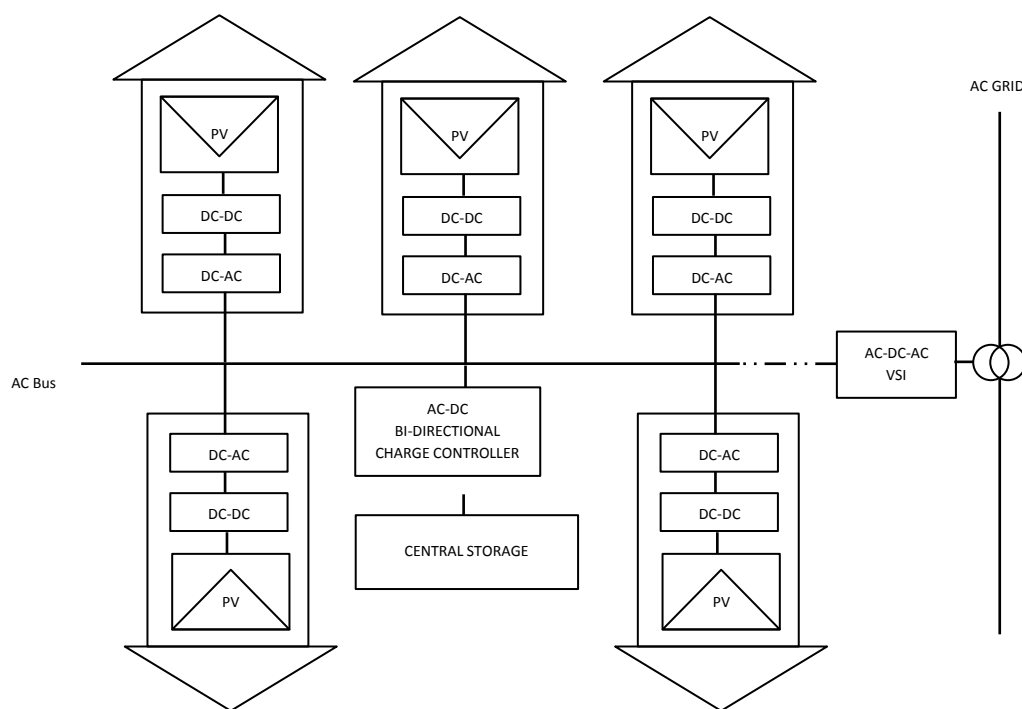 AC GRID
PV
PV
PV
DC-DC
DC-DC
DC-DC
DC-AC
DC-AC
DC-AC
AC-DC-AC
VSI
AC Bus
AC-DC
BI-DIRECTIONAL
CHARGE CONTROLLER
DC-AC
DC-AC
DC-DC
DC-DC
CENTRAL STORAGE
PV
PV